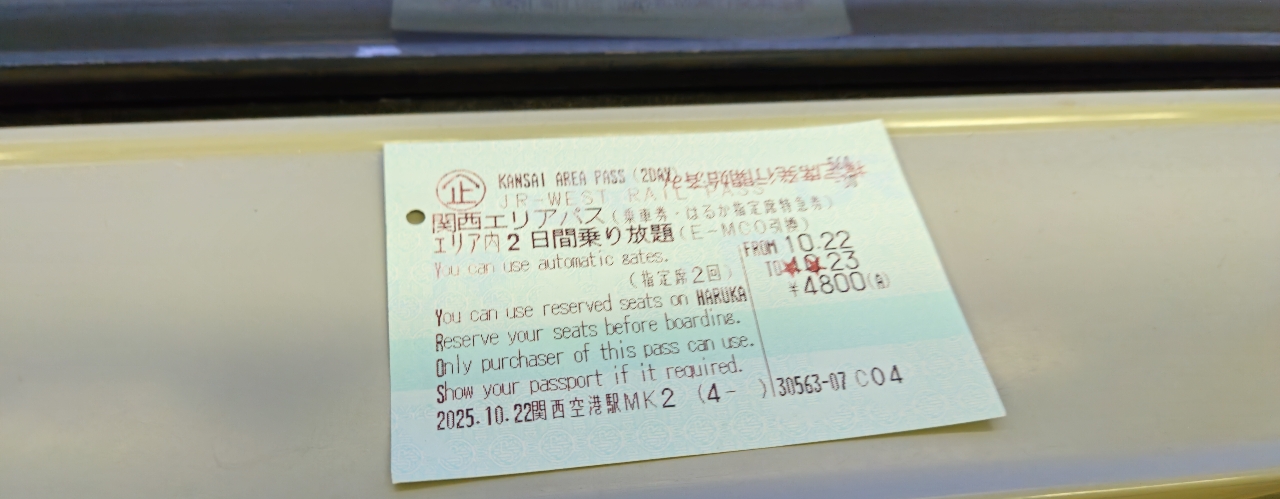 企 KANSAI AREA PASS (2DAY)
JR-WEST RAIL PASS
関西エリアパス(乗車券・はるか指定席特急券)
エリア内2日間乗り放題(E-MCO引券)
You can use automatic gates.
(指定席2回)
You can use reserved seats on HARUKA
Reserve your seats before boarding.
Only purchaser of this pass can use.
Show your passport if it required.
2025.10.22関西空港駅MK2 (4- )
FROM 10.22
TO 10.23
¥4800
30563-07 C04